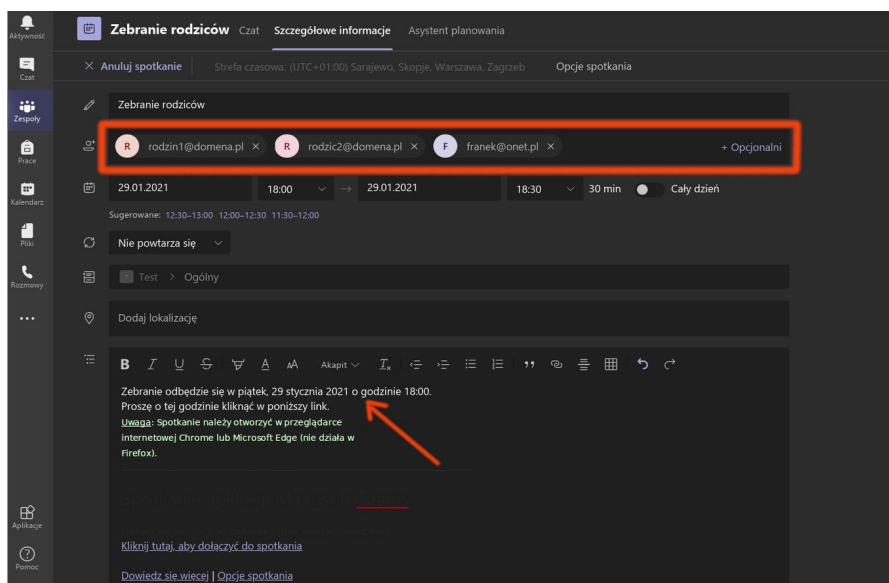 Zebranie rodziców Czat Szczegółowe informacje Asystent planowania
Aktywność
Czat
Zespoły
Prace
Kalendarz
Pliki
Rozmowy
Aplikacje
Pomoc
Anuluj spotkanie Strefa czasowa: (UTC+01:00) Sarajewo, Skopje, Warszawa, Zagrzeb Opcje spotkania
Zebranie rodziców
R rodzin1@domena.pl × R rodzic2@domena.pl × F franek@onet.pl × + Opcjonalni
29.01.2021 18:00 → 29.01.2021 18:30 30 min Cały dzień
Sugerowane: 12:30–13:00 12:00–12:30 11:30–12:00
Nie powtarza się
Test > Ogólny
Dodaj lokalizację
B I U S A AA Akapit
Zebranie odbędzie się w piątek, 29 stycznia 2021 o godzinie 18:00.
Proszę o tej godzinie kliknąć w poniższy link.
Uwaga: Spotkanie należy otworzyć w przeglądarce
internetowej Chrome lub Microsoft Edge (nie działa w
Firefox).
Kliknij tutaj, aby dołączyć do spotkania
Dowiedz się więcej | Opcje spotkania